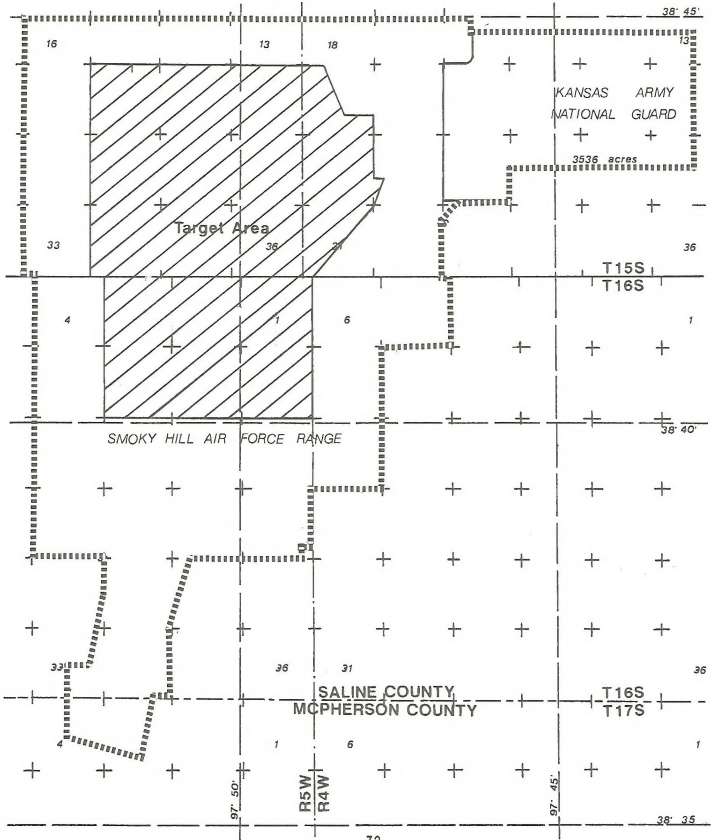 38° 45'
16
13
18
13
KANSAS ARMY
NATIONAL GUARD
3536 acres
Target Area
33
36
31
36
T15S
T16S
4
1
6
1
38° 40'
SMOKY HILL AIR FORCE RANGE
33
36
31
36
SALINE COUNTY
T16S
MCPHERSON COUNTY
T17S
4
1
6
1
97° 50'
R5W
R4W
97° 45'
38° 35